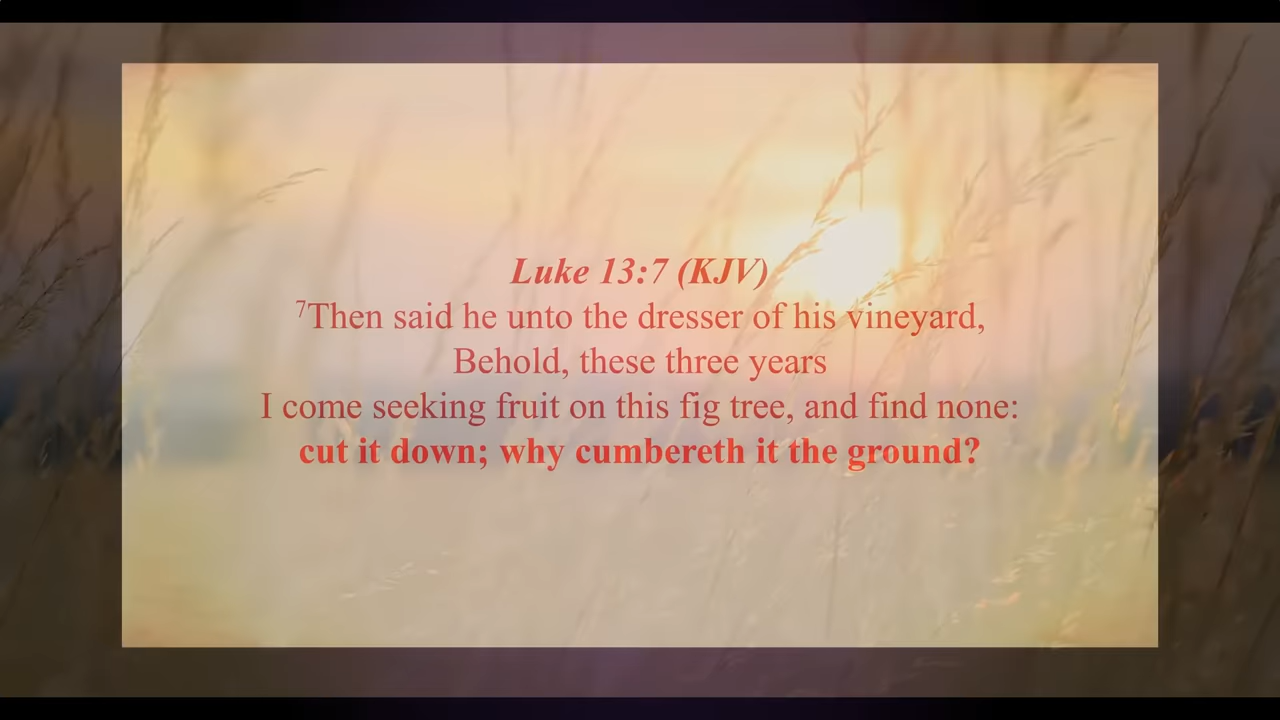 Luke 13:7 (KJV)
⁷Then said he unto the dresser of his vineyard,
Behold, these three years
I come seeking fruit on this fig tree, and find none:
cut it down; why cumbereth it the ground?